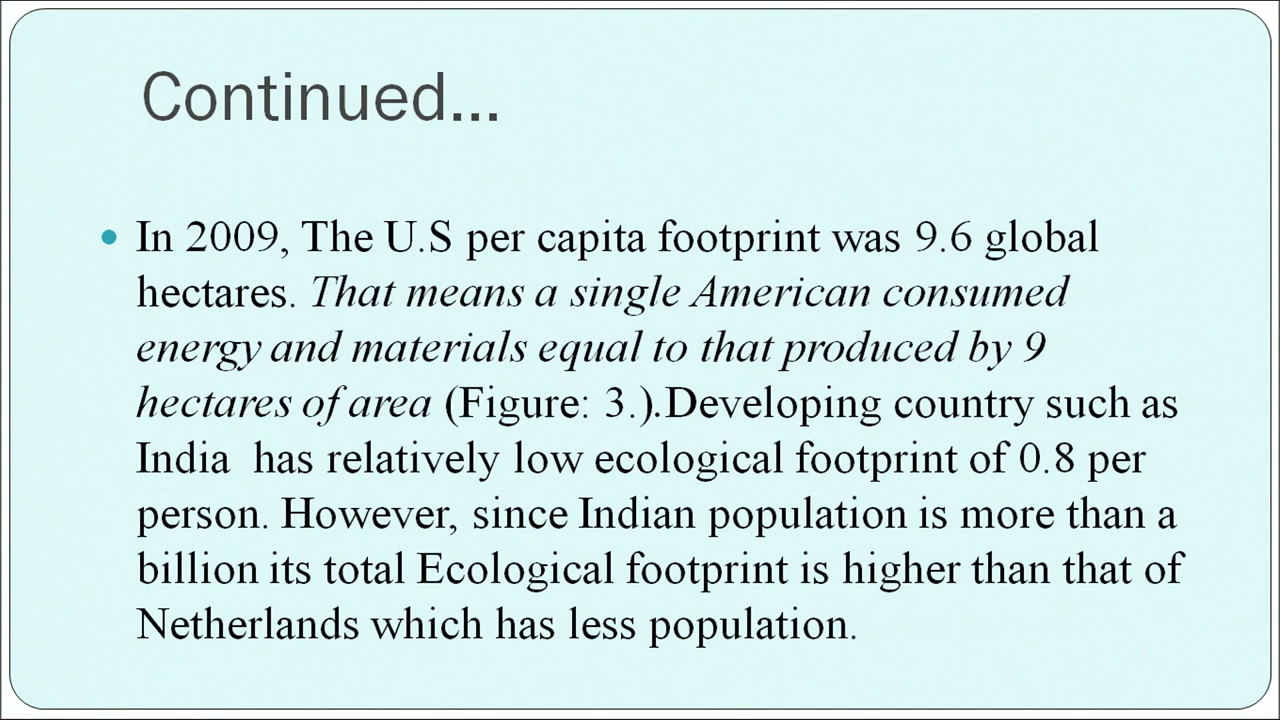 Continued...
• In 2009, The U.S per capita footprint was 9.6 global
hectares. That means a single American consumed
energy and materials equal to that produced by 9
hectares of area (Figure: 3.).Developing country such as
India  has relatively low ecological footprint of 0.8 per
person. However, since Indian population is more than a
billion its total Ecological footprint is higher than that of
Netherlands which has less population.